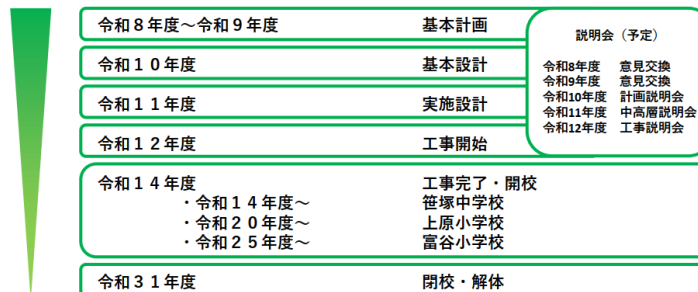 令和８年度～令和９年度 基本計画
令和１０年度 基本設計
令和１１年度 実施設計
令和１２年度 工事開始
令和１４年度 工事完了・開校
・令和１４年度～ 笹塚中学校
・令和２０年度～ 上原小学校
・令和２５年度～ 富谷小学校
令和３１年度 閉校・解体
説明会（予定）
令和8年度 意見交換
令和9年度 意見交換
令和10年度 計画説明会
令和11年度 中高層説明会
令和12年度 工事説明会